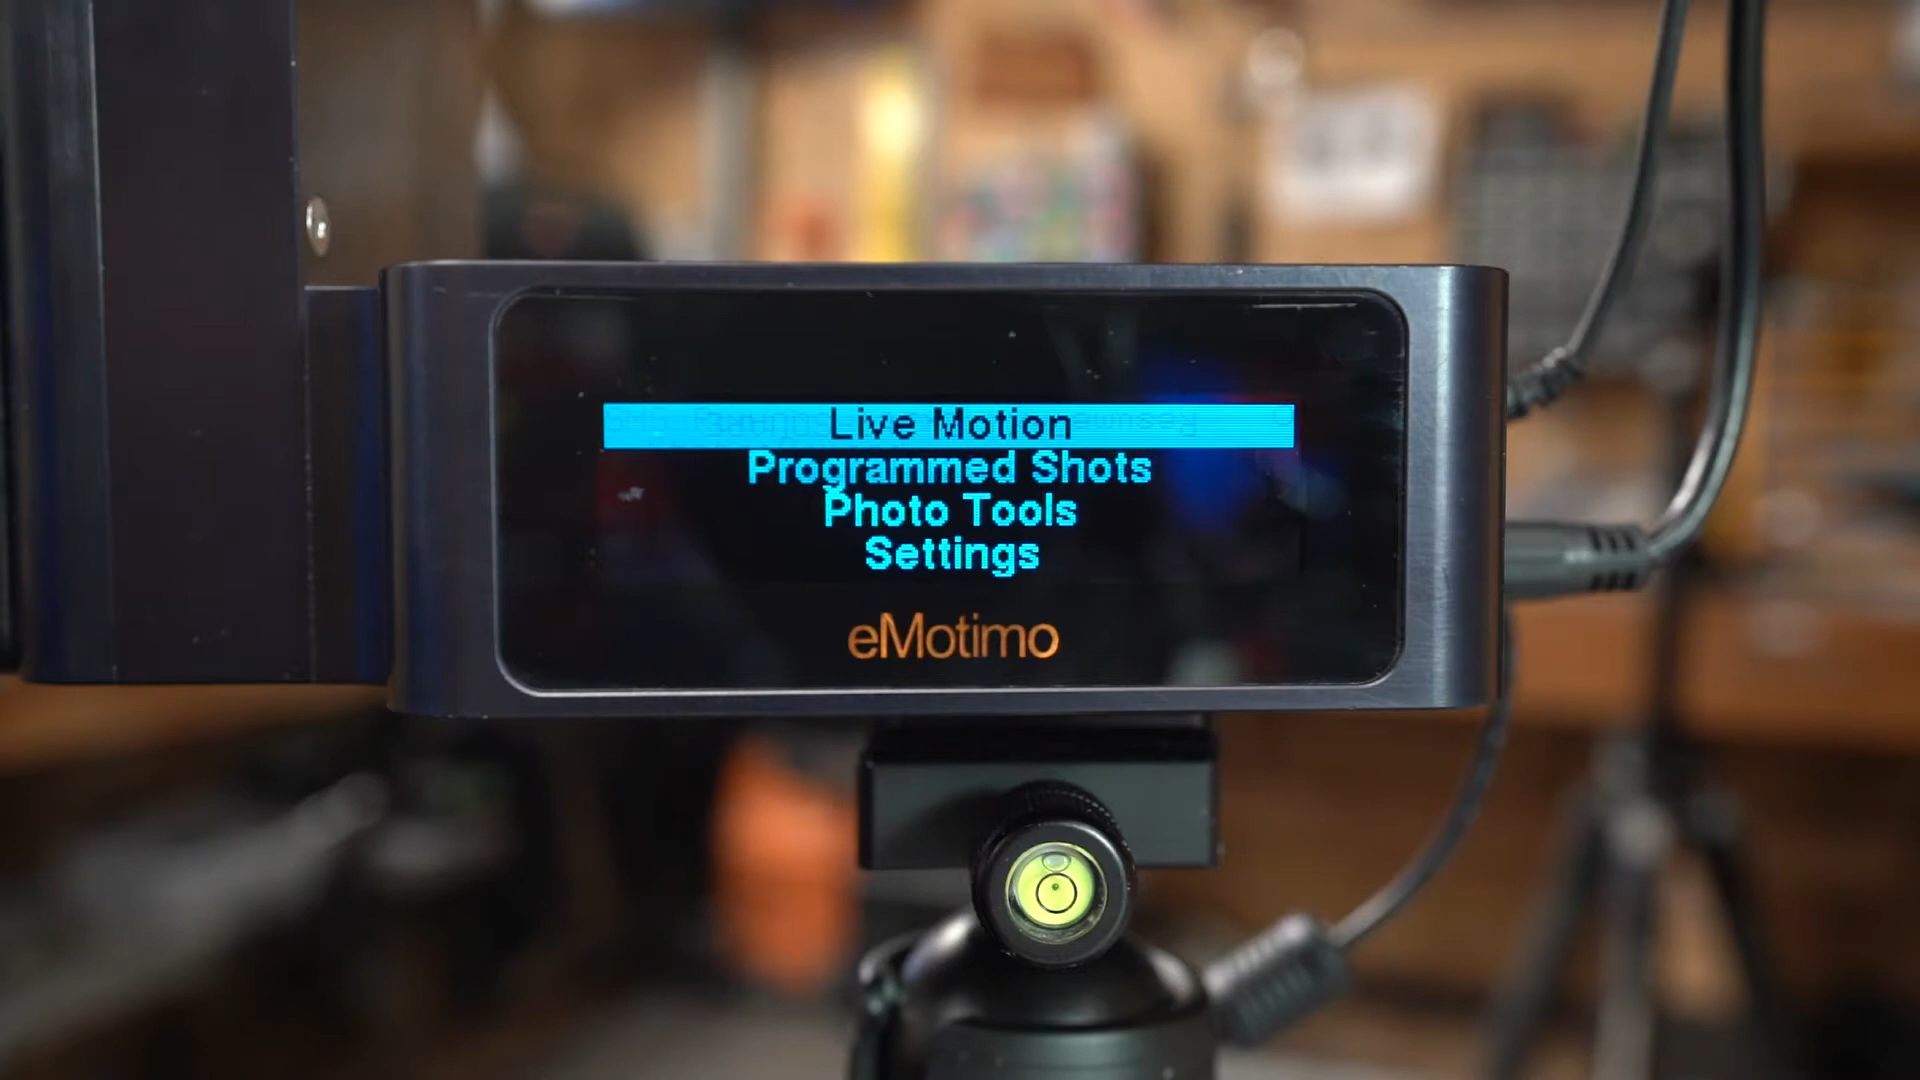 Live Motion
Programmed Shots
Photo Tools
Settings
eMotimo